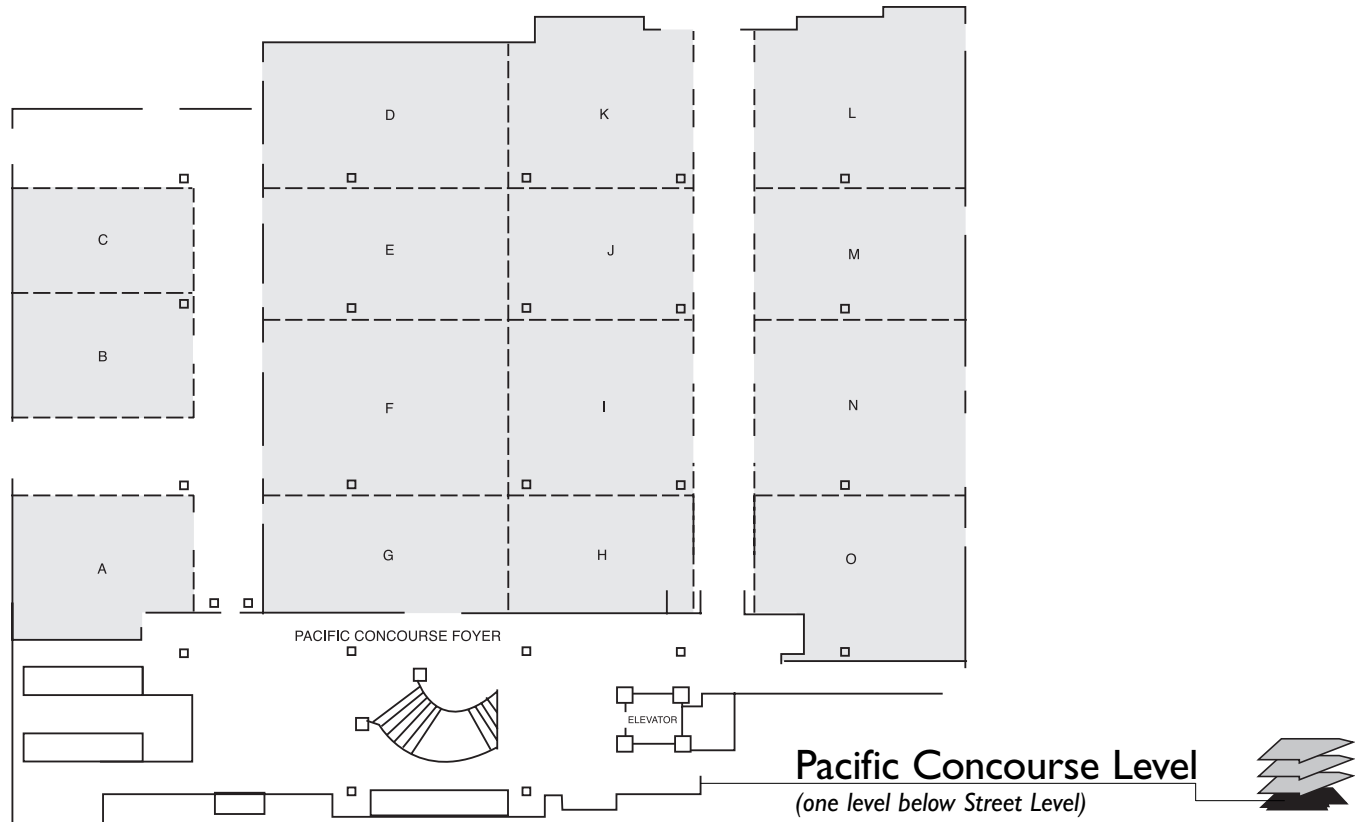 D
K
L
C
E
J
M
B
F
I
N
A
G
H
O
PACIFIC CONCOURSE FOYER
ELEVATOR
Pacific Concourse Level
(one level below Street Level)